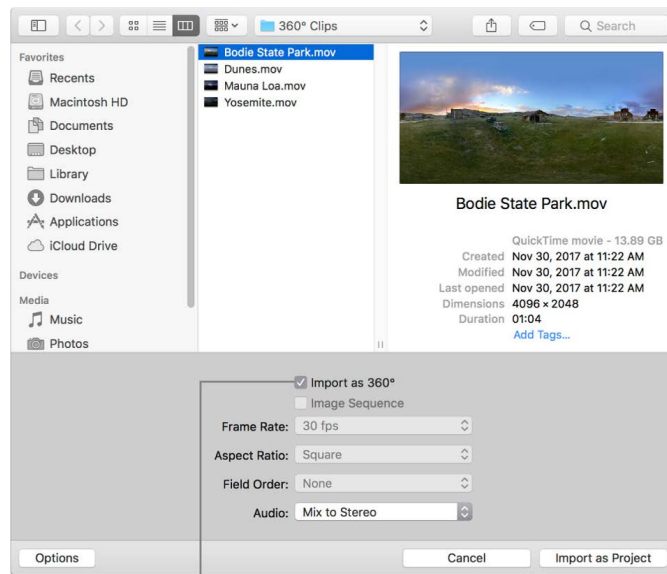 360° Clips
Search
Favorites
Recents
Macintosh HD
Documents
Desktop
Library
Downloads
Applications
iCloud Drive
Devices
Media
Music
Photos
Bodie State Park.mov
Dunes.mov
Mauna Loa.mov
Yosemite.mov
Bodie State Park.mov
QuickTime movie - 13.89 GB
Created Nov 30, 2017 at 11:22 AM
Modified Nov 30, 2017 at 11:22 AM
Last opened Nov 30, 2017 at 11:22 AM
Dimensions 4096 × 2048
Duration 01:04
Add Tags...
Import as 360°
Image Sequence
Frame Rate: 30 fps
Aspect Ratio: Square
Field Order: None
Audio: Mix to Stereo
Options
Cancel
Import as Project